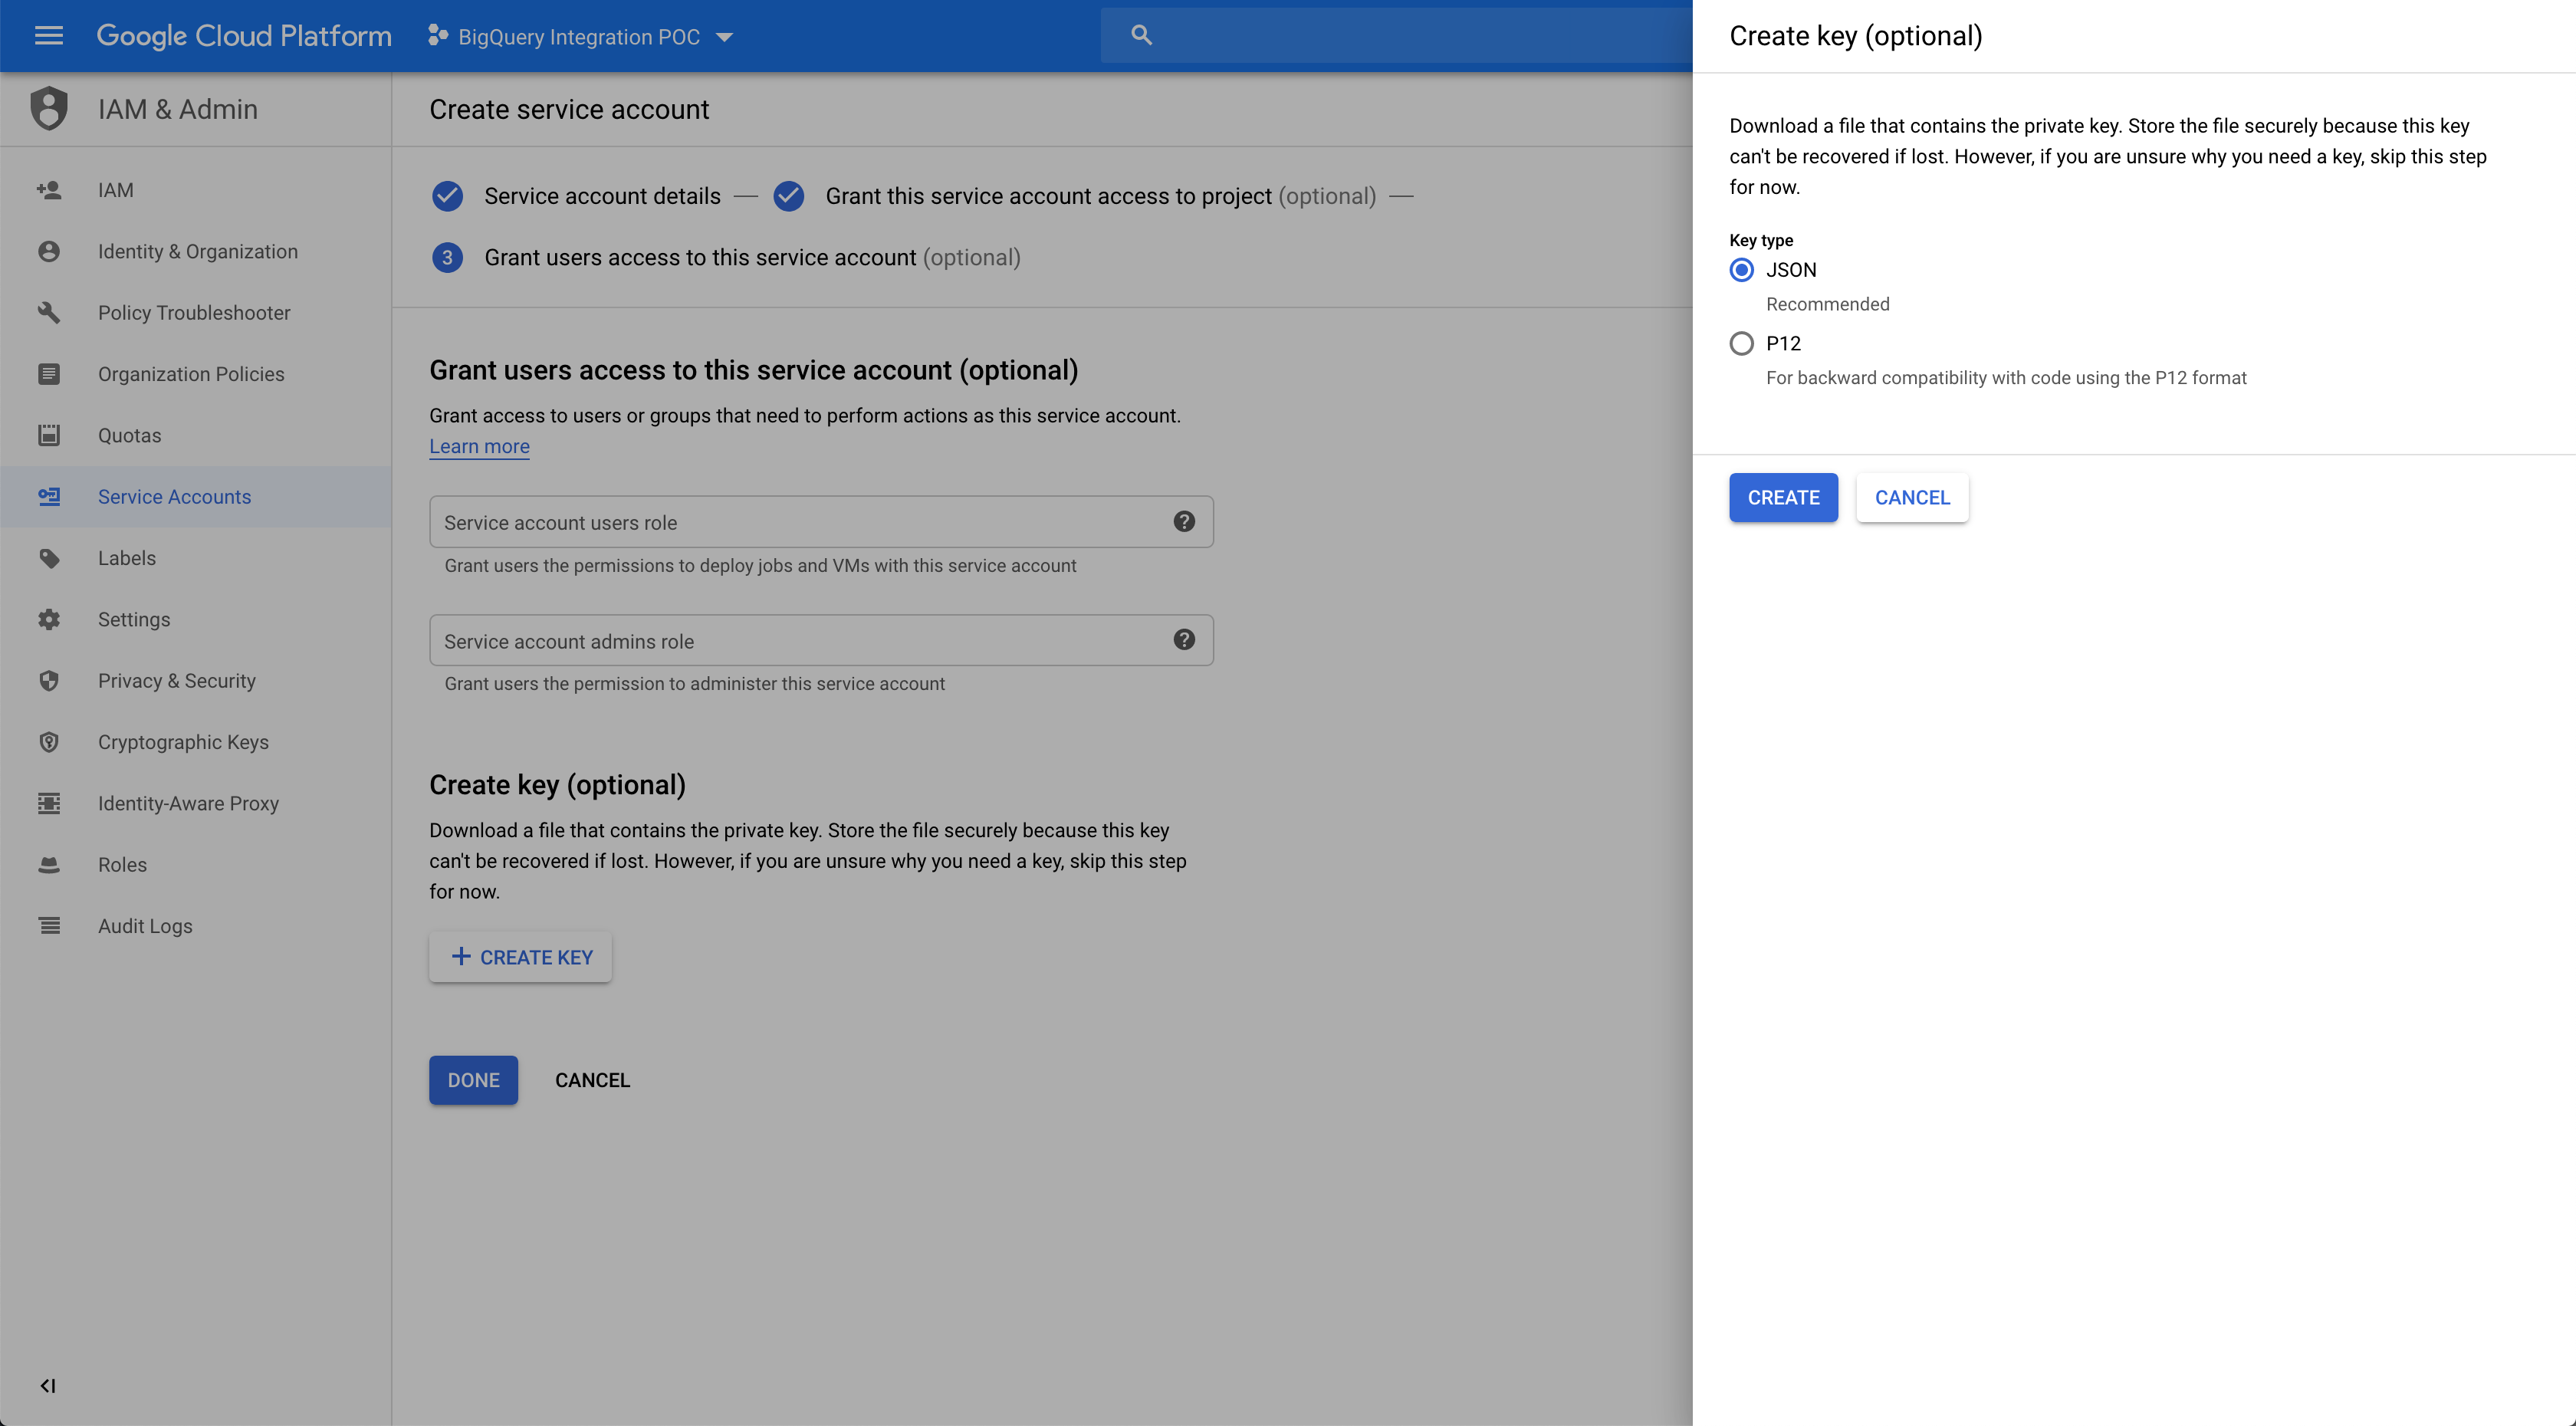 Google Cloud Platform
BigQuery Integration POC
IAM & Admin
IAM
Identity & Organization
Policy Troubleshooter
Organization Policies
Quotas
Service Accounts
Labels
Settings
Privacy & Security
Cryptographic Keys
Identity-Aware Proxy
Roles
Audit Logs
Create service account
Service account details — Grant this service account access to project (optional) —
3 Grant users access to this service account (optional)
Grant users access to this service account (optional)
Grant access to users or groups that need to perform actions as this service account.
Learn more
Service account users role
Grant users the permissions to deploy jobs and VMs with this service account
Service account admins role
Grant users the permission to administer this service account
Create key (optional)
Download a file that contains the private key. Store the file securely because this key
can't be recovered if lost. However, if you are unsure why you need a key, skip this step
for now.
+ CREATE KEY
DONE CANCEL
Create key (optional)
Download a file that contains the private key. Store the file securely because this key
can't be recovered if lost. However, if you are unsure why you need a key, skip this step
for now.
Key type
JSON
Recommended
P12
For backward compatibility with code using the P12 format
CREATE CANCEL